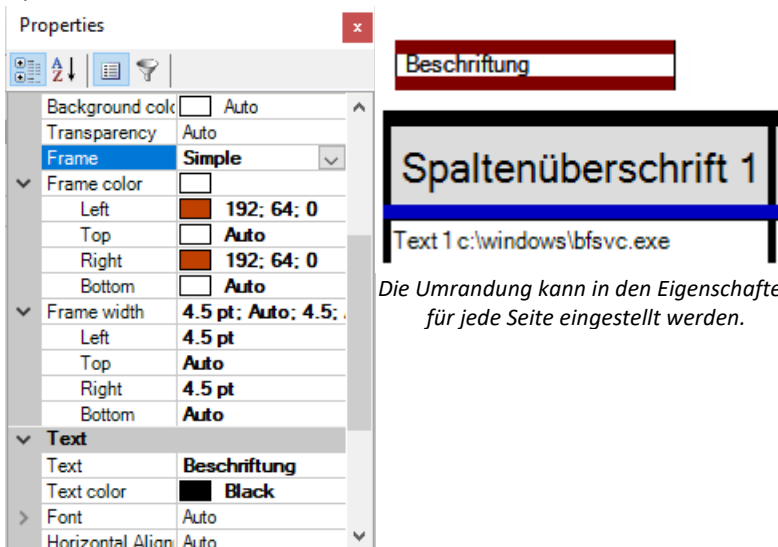 Properties
x
Background colo Auto
Transparency Auto
Frame Simple
Frame color
Left 192; 64; 0
Top Auto
Right 192; 64; 0
Bottom Auto
Frame width 4.5 pt; Auto; 4.5;
Left 4.5 pt
Top Auto
Right 4.5 pt
Bottom Auto
Text
Text Beschriftung
Text color Black
Font Auto
Horizontal Align Auto
Beschriftung
Spaltenüberschrift 1
Text 1 c:\windows\bfsvc.exe
Die Umrandung kann in den Eigenschafte
für jede Seite eingestellt werden.